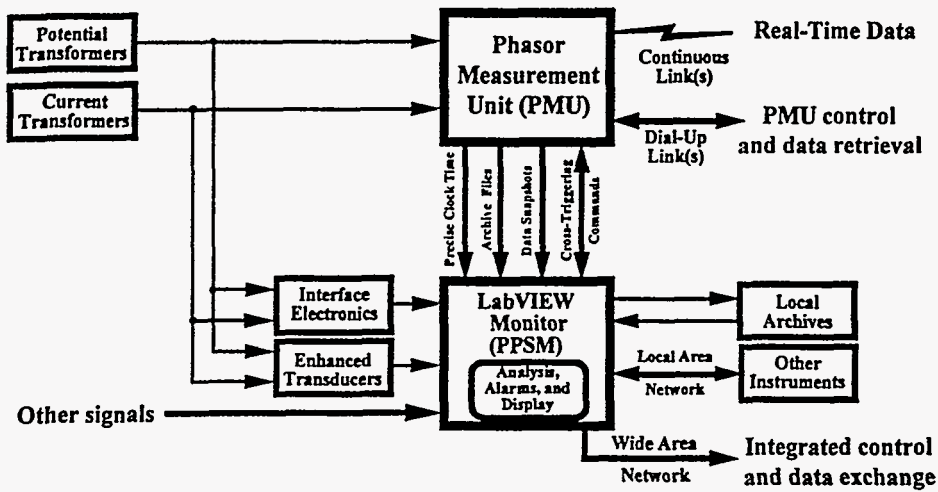 Potential
Transformers
Current
Transformers
Phasor
Measurement
Unit (PMU)
Continuous
Link(s)
Real-Time Data
Dial-Up
Link(s)
PMU control
and data retrieval
Precise Clock Time
Archive Files
Data Snapshots
Cross-Triggering
Commands
Interface
Electronics
Enhanced
Transducers
Other signals
LabVIEW
Monitor
(PPSM)
Analysis,
Alarms, and
Display
Local
Archives
Local Area
Network
Other
Instruments
Wide Area
Network
Integrated control
and data exchange